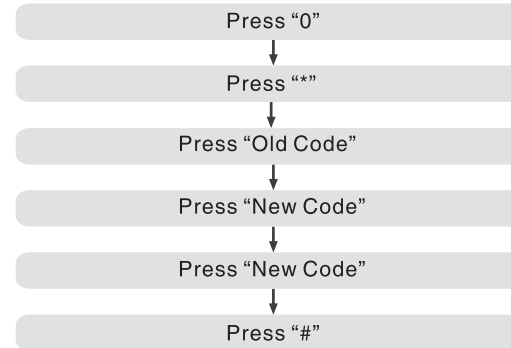 Press “0”
Press “*”
Press “Old Code”
Press “New Code”
Press “New Code”
Press “#”